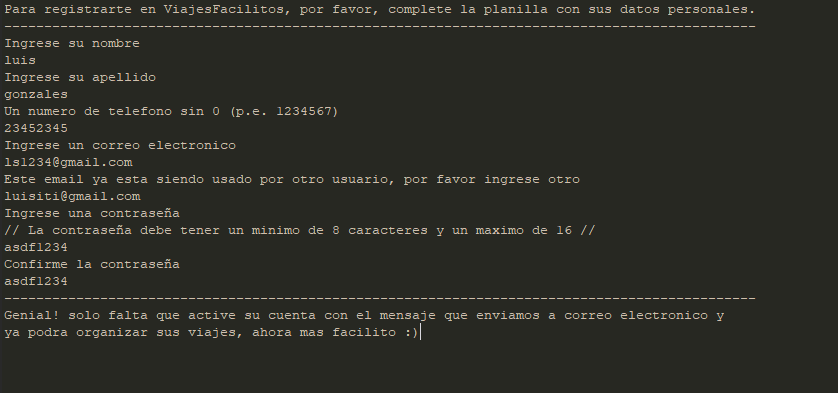 Para registrarte en ViajesFacilitos, por favor, complete la planilla con sus datos personales.
----------------------------------------------------------------------------------------------
Ingrese su nombre
luis
Ingrese su apellido
gonzales
Un numero de telefono sin 0 (p.e. 1234567)
23452345
Ingrese un correo electronico
ls1234@gmail.com
Este email ya esta siendo usado por otro usuario, por favor ingrese otro
luisiti@gmail.com
Ingrese una contraseña
// La contraseña debe tener un minimo de 8 caracteres y un maximo de 16 //
asdf1234
Confirme la contraseña
asdf1234
----------------------------------------------------------------------------------------------
Genial! solo falta que active su cuenta con el mensaje que enviamos a correo electronico y
ya podra organizar sus viajes, ahora mas facilito :)